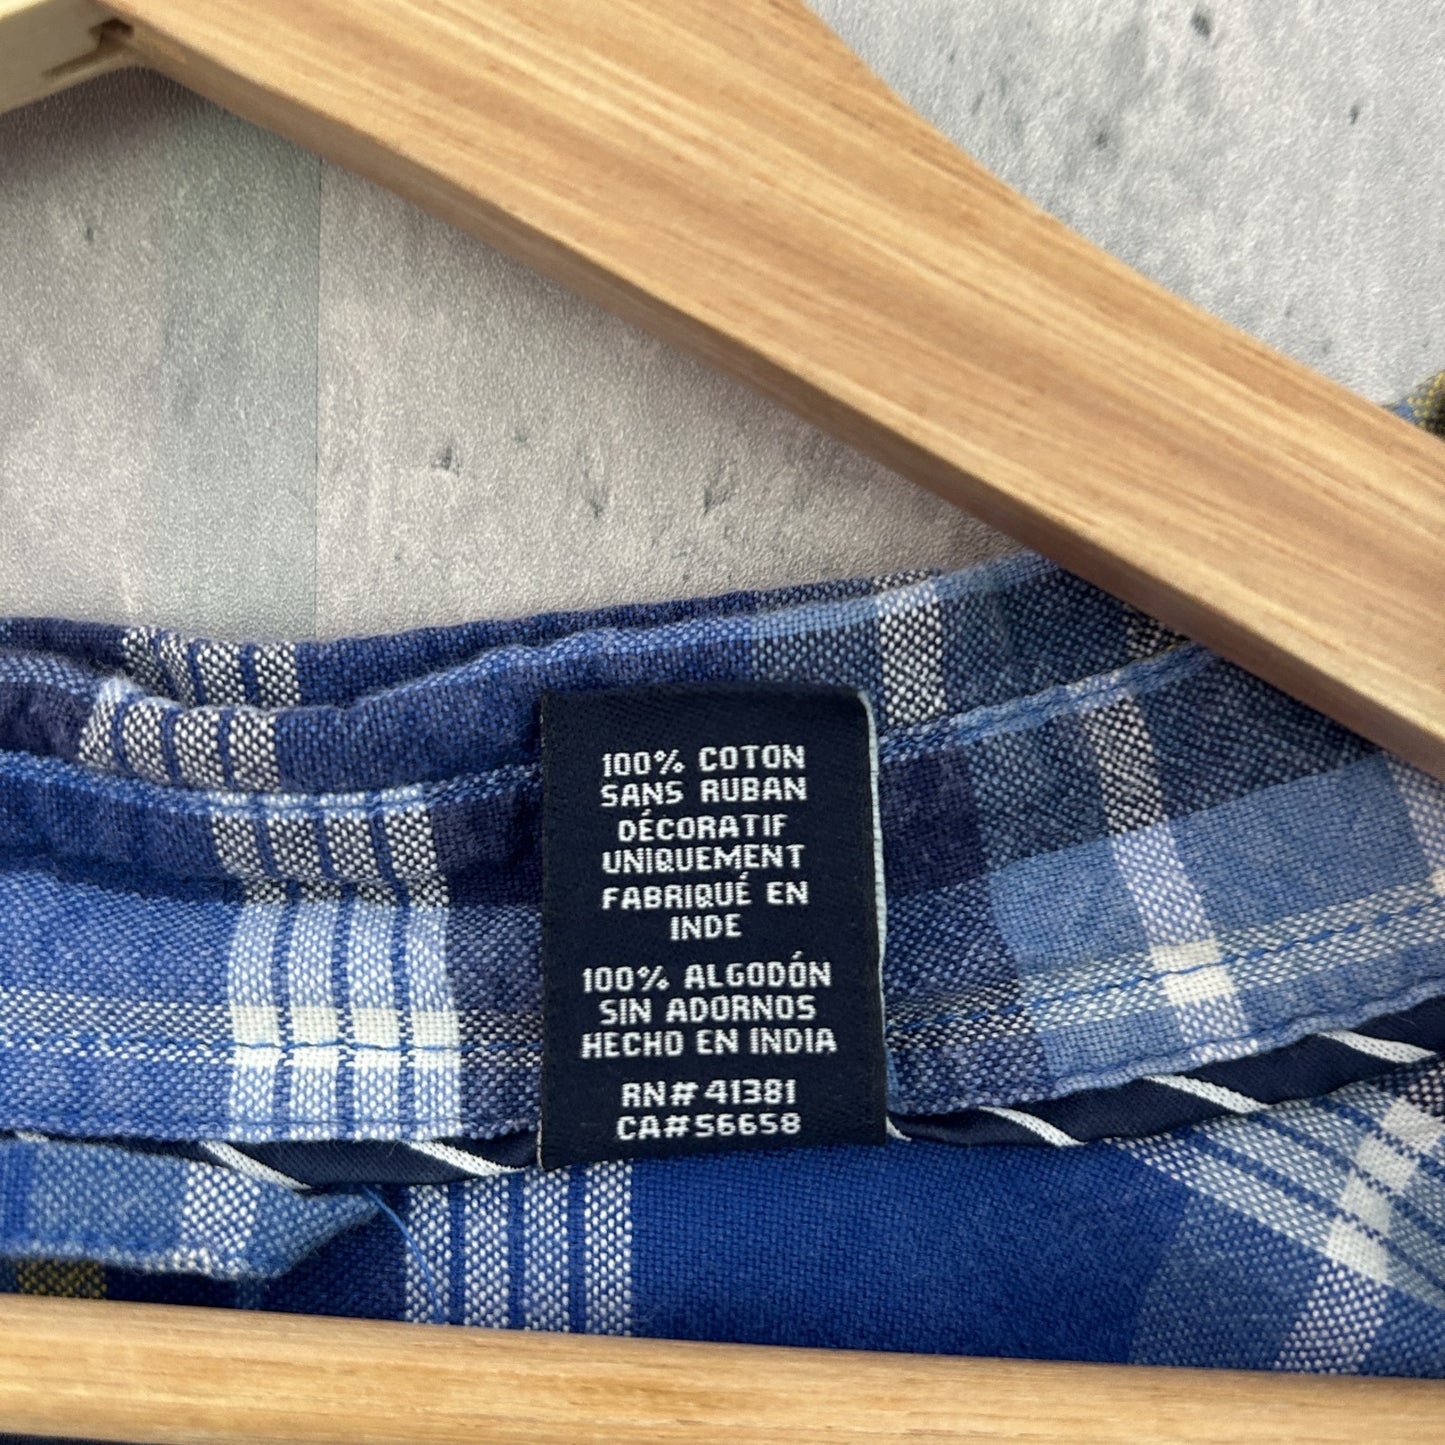 100% COTON
SANS RUBAN
DÉCORATIF
UNIQUEMENT
FABRIQUÉ EN
INDE
100% ALGODÓN
SIN ADORNOS
HECHO EN INDIA
RN# 41381
CA#56658